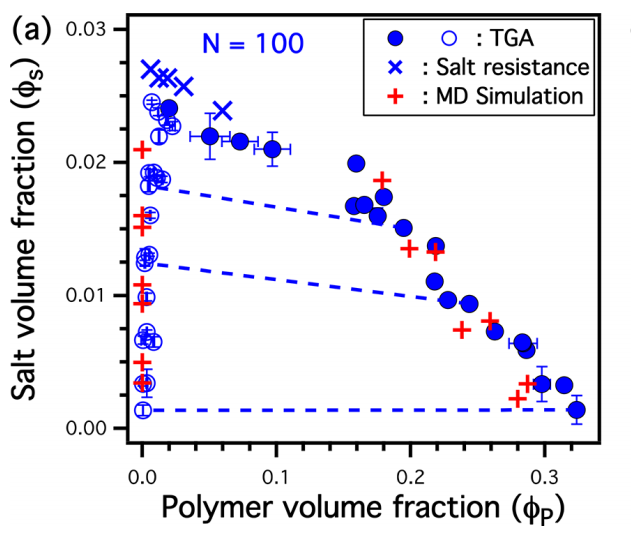 (a)
N = 100
: TGA
: Salt resistance
: MD Simulation
Salt volume fraction (ϕS)
0.03
0.02
0.01
0.00
0.0 0.1 0.2 0.3
Polymer volume fraction (ϕP)